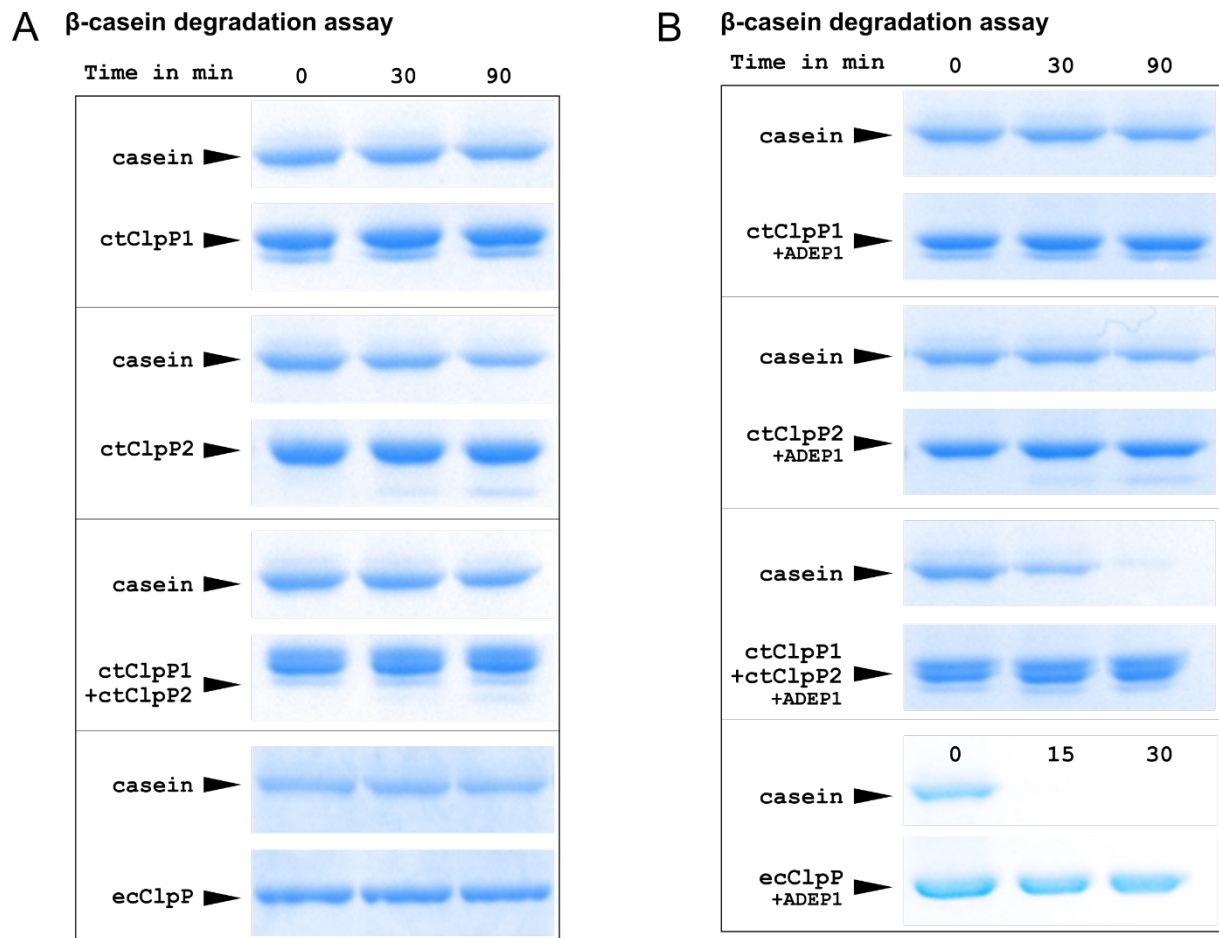 A β-casein degradation assay
Time in min 0 30 90
casein
ctClpP1
casein
ctClpP2
casein
ctClpP1
+ctClpP2
casein
ecClpP
B β-casein degradation assay
Time in min 0 30 90
casein
ctClpP1
+ADEP1
casein
ctClpP2
+ADEP1
casein
ctClpP1
+ctClpP2
+ADEP1
0 15 30
casein
ecClpP
+ADEP1